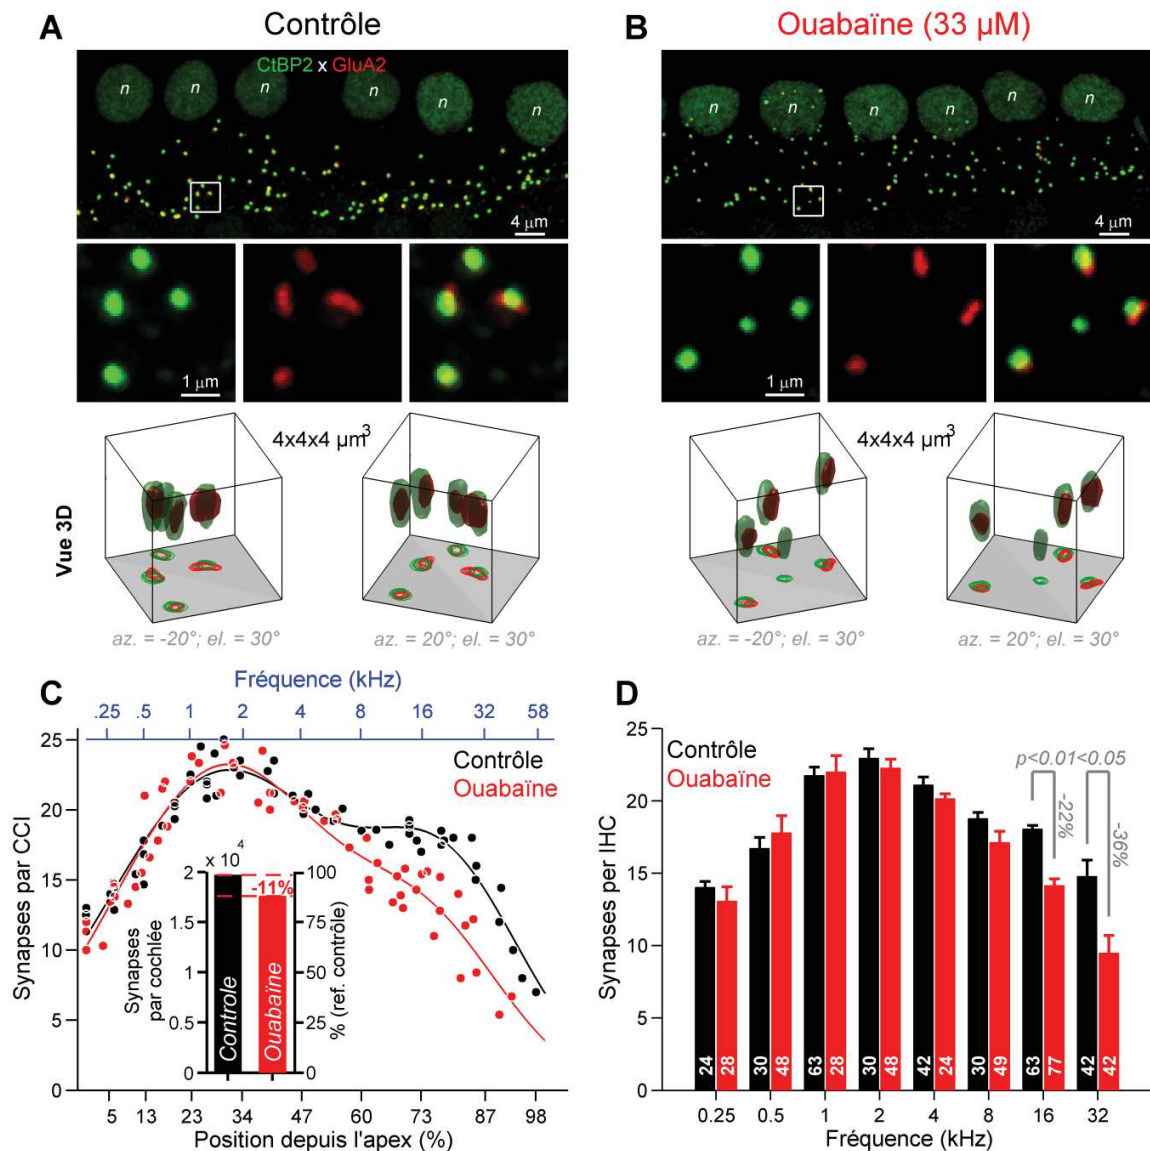 A
Contrôle
CtBP2 x GluA2
n n n n n n
4 µm
1 µm
4x4x4 µm³
Vue 3D
az. = -20°; el. = 30°
az. = 20°; el. = 30°
B
Ouabaïne (33 µM)
n n n n n n
4 µm
1 µm
4x4x4 µm³
az. = -20°; el. = 30°
az. = 20°; el. = 30°
C
Fréquence (kHz)
.25 .5 1 2 4 8 16 32 58
25
20
15
10
5
0
Synapses par CCI
Contrôle
Ouabaïne
x 10⁴
2
1.5
1
0.5
0
Synapses
par cochlée
-11%
Controle
Ouabaïne
100
75
50
25
0
% (ref. contrôle)
5 13 23 34 47 60 73 87 98
Position depuis l'apex (%)
D
25
20
15
10
5
0
Synapses per IHC
Contrôle
Ouabaïne
p<0.01 <0.05
-22%
-36%
24 28 30 48 63 28 30 48 42 24 30 49 63 77 42 42
0.25 0.5 1 2 4 8 16 32
Fréquence (kHz)